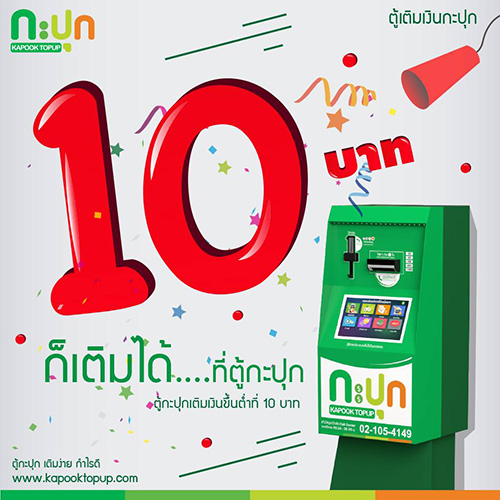 กะปุก
KAPOOK TOPUP
ตู้เติมเงินกะปุก
10
บาท
ก็เติมได้....ที่ตู้กะปุก
ตู้กะปุกเติมเงินขั้นต่ำที่ 10 บาท
กะปุก
KAPOOK TOPUP
02-105-4149
ตู้กะปุก เติมง่าย กำไรดี
www.kapooktopup.com